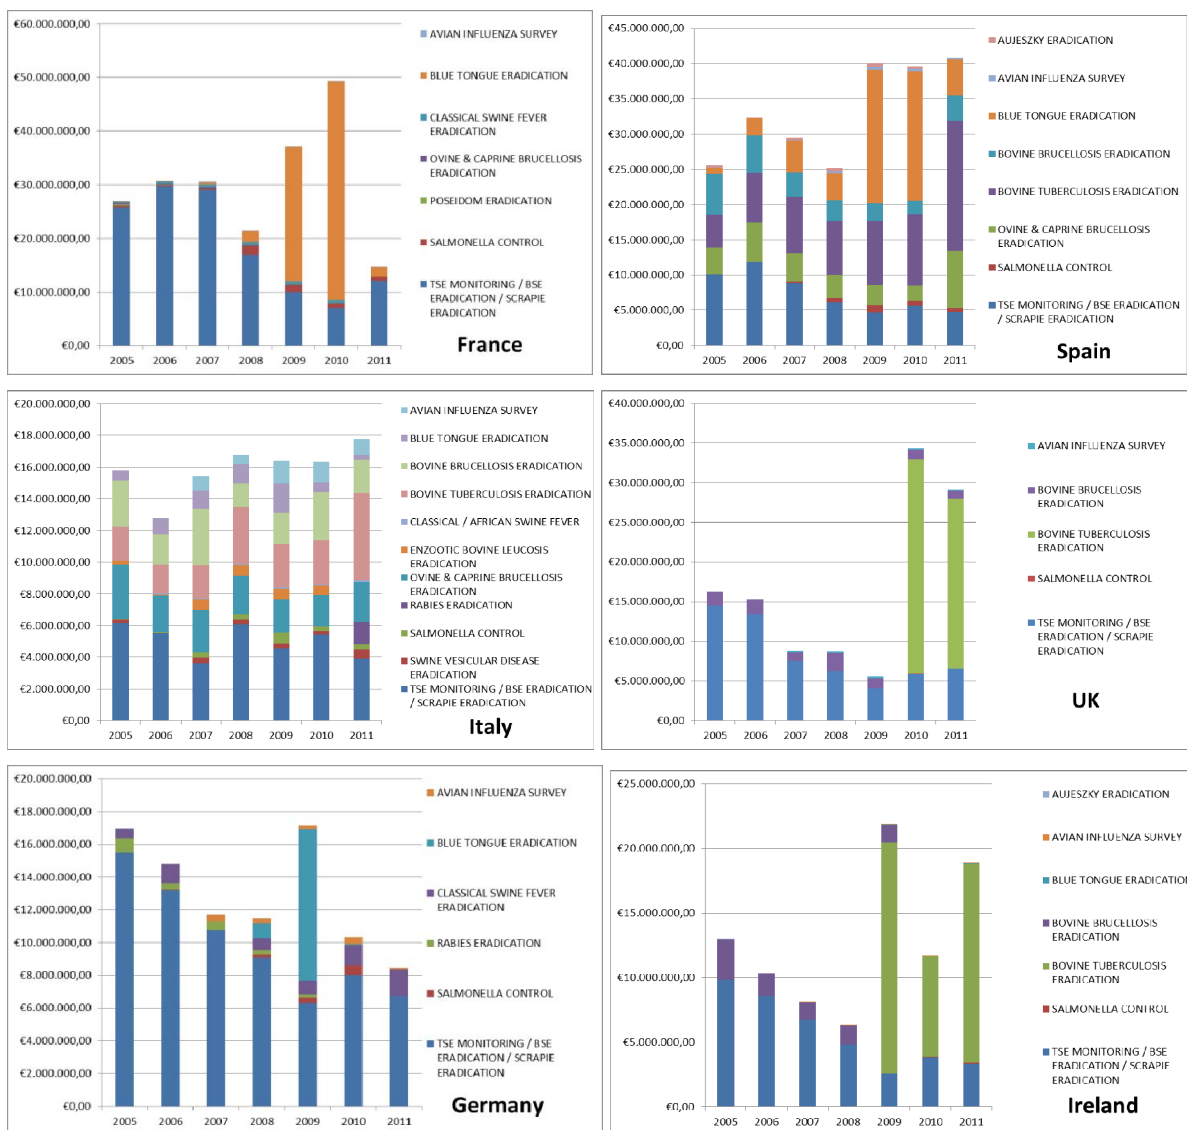 €60.000.000,00
€50.000.000,00
€40.000.000,00
€30.000.000,00
€20.000.000,00
€10.000.000,00
€0,00
2005 2006 2007 2008 2009 2010 2011
AVIAN INFLUENZA SURVEY
BLUE TONGUE ERADICATION
CLASSICAL SWINE FEVER
ERADICATION
OVINE & CAPRINE BRUCELLOSIS
ERADICATION
POSEIDOM ERADICATION
SALMONELLA CONTROL
TSE MONITORING / BSE
ERADICATION / SCRAPIE
ERADICATION
France
€45.000.000,00
€40.000.000,00
€35.000.000,00
€30.000.000,00
€25.000.000,00
€20.000.000,00
€15.000.000,00
€10.000.000,00
€5.000.000,00
€0,00
2005 2006 2007 2008 2009 2010 2011
AUJESZKY ERADICATION
AVIAN INFLUENZA SURVEY
BLUE TONGUE ERADICATION
BOVINE BRUCELLOSIS ERADICATION
BOVINE TUBERCULOSIS ERADICATION
OVINE & CAPRINE BRUCELLOSIS
ERADICATION
SALMONELLA CONTROL
TSE MONITORING / BSE ERADICATION
/ SCRAPIE ERADICATION
Spain
€20.000.000,00
€18.000.000,00
€16.000.000,00
€14.000.000,00
€12.000.000,00
€10.000.000,00
€8.000.000,00
€6.000.000,00
€4.000.000,00
€2.000.000,00
€0,00
2005 2006 2007 2008 2009 2010 2011
AVIAN INFLUENZA SURVEY
BLUE TONGUE ERADICATION
BOVINE BRUCELLOSIS ERADICATION
BOVINE TUBERCULOSIS ERADICATION
CLASSICAL / AFRICAN SWINE FEVER
ENZOOTIC BOVINE LEUCOSIS
ERADICATION
OVINE & CAPRINE BRUCELLOSIS
ERADICATION
RABIES ERADICATION
SALMONELLA CONTROL
SWINE VESICULAR DISEASE
ERADICATION
TSE MONITORING / BSE ERADICATION
/ SCRAPIE ERADICATION
Italy
€40.000.000,00
€35.000.000,00
€30.000.000,00
€25.000.000,00
€20.000.000,00
€15.000.000,00
€10.000.000,00
€5.000.000,00
€0,00
2005 2006 2007 2008 2009 2010 2011
AVIAN INFLUENZA SURVEY
BOVINE BRUCELLOSIS
ERADICATION
BOVINE TUBERCULOSIS
ERADICATION
SALMONELLA CONTROL
TSE MONITORING / BSE
ERADICATION / SCRAPIE
ERADICATION
UK
€20.000.000,00
€18.000.000,00
€16.000.000,00
€14.000.000,00
€12.000.000,00
€10.000.000,00
€8.000.000,00
€6.000.000,00
€4.000.000,00
€2.000.000,00
€0,00
2005 2006 2007 2008 2009 2010 2011
AVIAN INFLUENZA SURVEY
BLUE TONGUE ERADICATION
CLASSICAL SWINE FEVER
ERADICATION
RABIES ERADICATION
SALMONELLA CONTROL
TSE MONITORING / BSE
ERADICATION / SCRAPIE
ERADICATION
Germany
€25.000.000,00
€20.000.000,00
€15.000.000,00
€10.000.000,00
€5.000.000,00
€0,00
2005 2006 2007 2008 2009 2010 2011
AUJESZKY ERADICATION
AVIAN INFLUENZA SURVEY
BLUE TONGUE ERADICATION
BOVINE BRUCELLOSIS
ERADICATION
BOVINE TUBERCULOSIS
ERADICATION
SALMONELLA CONTROL
TSE MONITORING / BSE
ERADICATION / SCRAPIE
ERADICATION
Ireland